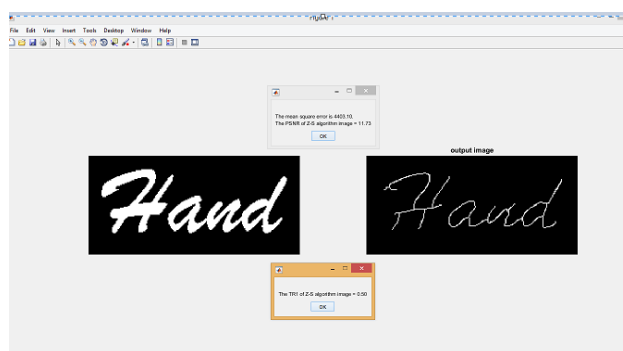 File Edit View Insert Tools Desktop Window Help
The mean square error is 4403.10.
The PSNR of Z-S algorithm image = 11.73
OK
output image
Hand
Hand
The TR1 of Z-S algorithm image = 0.50
OK